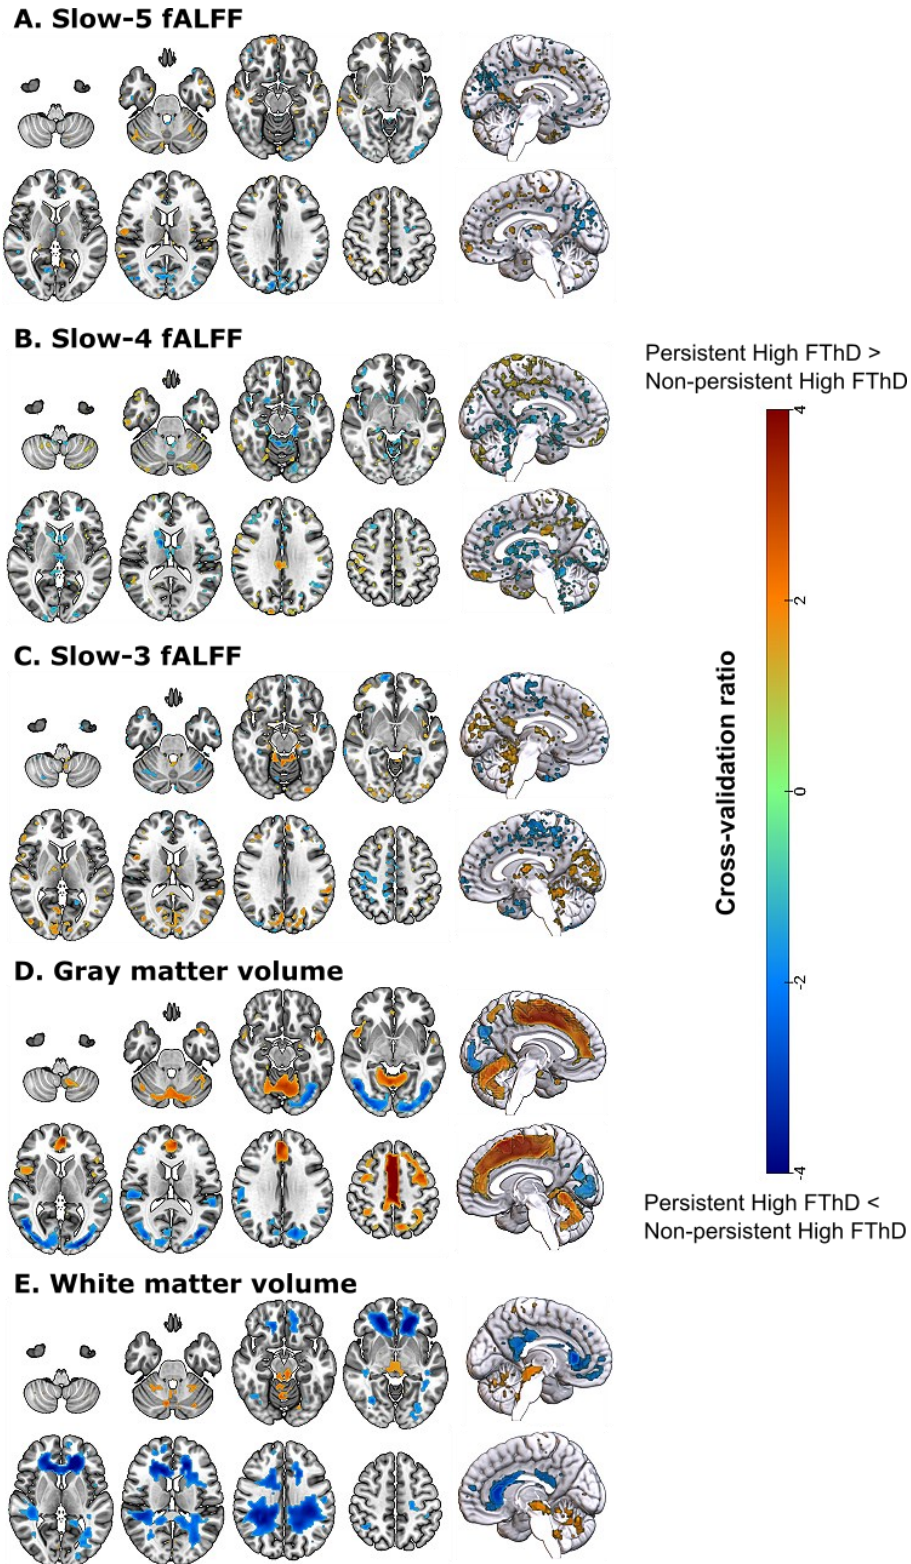 A. Slow-5 fALFF
B. Slow-4 fALFF
Persistent High FThD >
Non-persistent High FThD
4
2
C. Slow-3 fALFF
Cross-validation ratio
0
-2
D. Gray matter volume
-4
Persistent High FThD <
Non-persistent High FThD
E. White matter volume